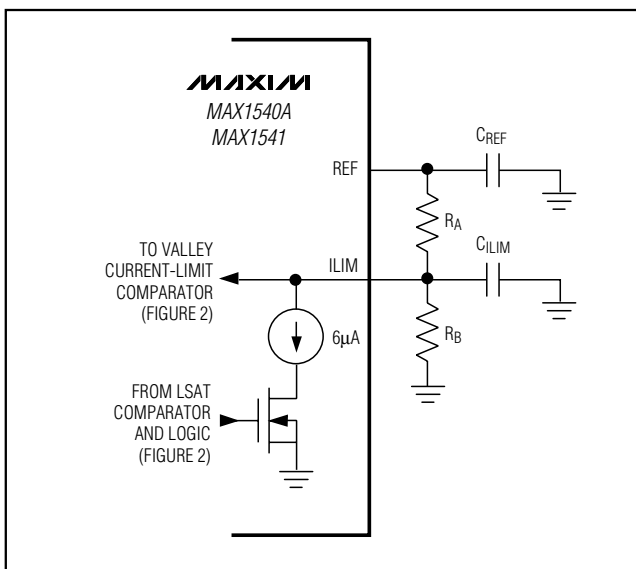 MAXIM
MAX1540A
MAX1541
REF
CREF
RA
TO VALLEY
CURRENT-LIMIT
COMPARATOR
(FIGURE 2)
ILIM
CILIM
6μA
RB
FROM LSAT
COMPARATOR
AND LOGIC
(FIGURE 2)